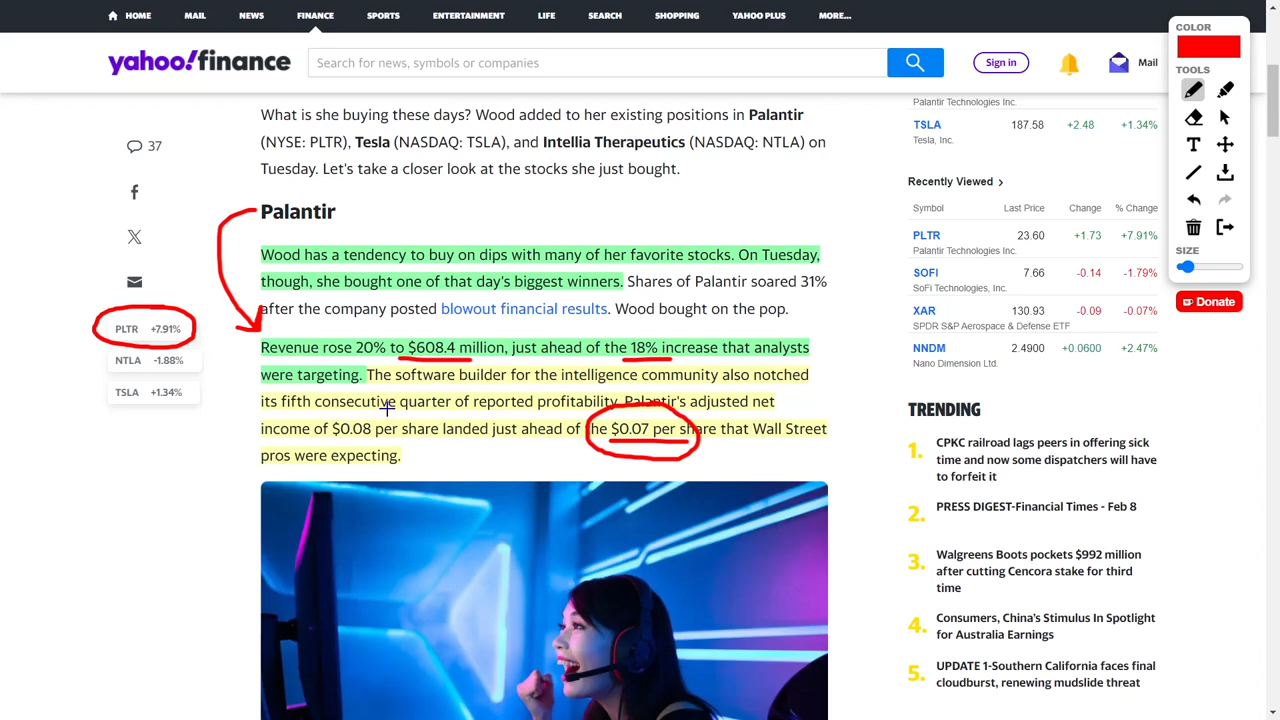 HOME MAIL NEWS FINANCE SPORTS ENTERTAINMENT LIFE SEARCH SHOPPING YAHOO PLUS MORE...
yahoo!finance
Search for news, symbols or companies
Sign in
Mail
What is she buying these days? Wood added to her existing positions in Palantir
(NYSE: PLTR), Tesla (NASDAQ: TSLA), and Intellia Therapeutics (NASDAQ: NTLA) on
Tuesday. Let's take a closer look at the stocks she just bought.
37
Palantir
Wood has a tendency to buy on dips with many of her favorite stocks. On Tuesday,
though, she bought one of that day's biggest winners. Shares of Palantir soared 31%
after the company posted blowout financial results. Wood bought on the pop.
PLTR +7.91%
NTLA -1.88%
TSLA +1.34%
Revenue rose 20% to $608.4 million, just ahead of the 18% increase that analysts
were targeting. The software builder for the intelligence community also notched
its fifth consecutive quarter of reported profitability. Palantir's adjusted net
income of $0.08 per share landed just ahead of the $0.07 per share that Wall Street
pros were expecting.
Palantir Technologies Inc.
TSLA 187.58 +2.48 +1.34%
Tesla, Inc.
Recently Viewed
Symbol Last Price Change % Change
PLTR 23.60 +1.73 +7.91%
Palantir Technologies Inc.
SOFI 7.66 -0.14 -1.79%
SoFi Technologies, Inc.
XAR 130.93 -0.09 -0.07%
SPDR S&P Aerospace & Defense ETF
NNDM 2.4900 +0.0600 +2.47%
Nano Dimension Ltd.
TRENDING
1. CPKC railroad lags peers in offering sick
time and now some dispatchers will have
to forfeit it
2. PRESS DIGEST-Financial Times - Feb 8
3. Walgreens Boots pockets $992 million
after cutting Cencora stake for third
time
4. Consumers, China's Stimulus In Spotlight
for Australia Earnings
5. UPDATE 1-Southern California faces final
cloudburst, renewing mudslide threat
COLOR
TOOLS
T
SIZE
Donate